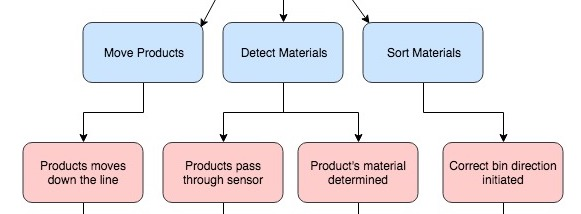 Move Products
Detect Materials
Sort Materials
Products moves
down the line
Products pass
through sensor
Product's material
determined
Correct bin direction
initiated